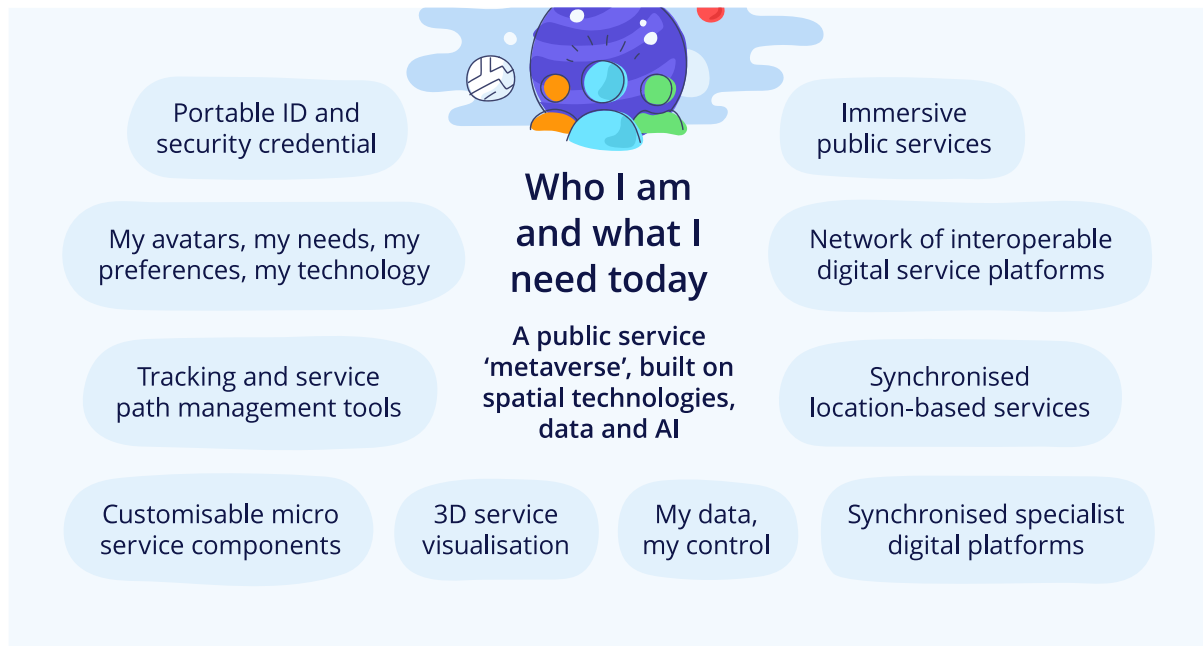 Portable ID and
security credential
Immersive
public services
Who I am
and what I
need today
My avatars, my needs, my
preferences, my technology
Network of interoperable
digital service platforms
A public service
‘metaverse’, built on
spatial technologies,
data and AI
Tracking and service
path management tools
Synchronised
location-based services
Customisable micro
service components
3D service
visualisation
My data,
my control
Synchronised specialist
digital platforms